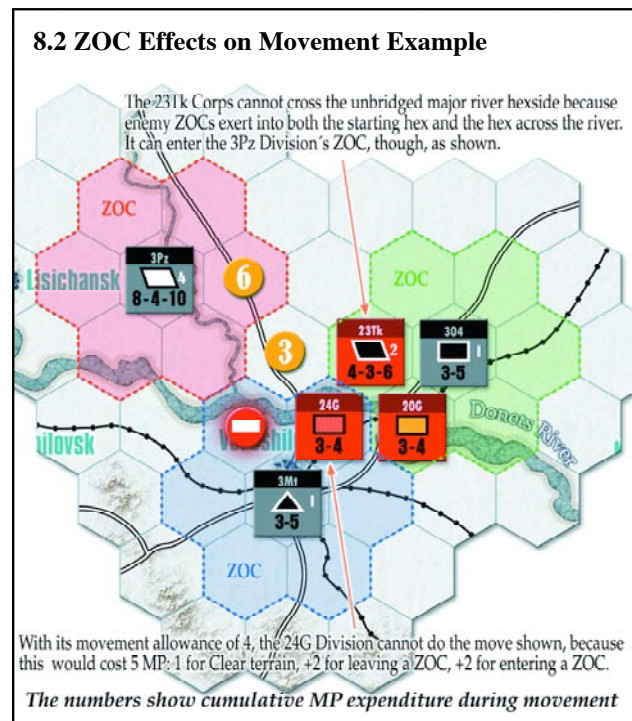 8.2 ZOC Effects on Movement Example
The 23Tk Corps cannot cross the unbridged major river hexside because
enemy ZOCs exert into both the starting hex and the hex across the river.
It can enter the 3Pz Division's ZOC, though, as shown.
ZOC
ZOC
3Pz
4
8-4-10
Lisichansk
6
3
23Tk
2
4-3-6
304
1
3-5
24G
3-4
20G
3-4
Donets River
3Mt
1
3-5
ZOC
With its movement allowance of 4, the 24G Division cannot do the move shown, because
this would cost 5 MP: 1 for Clear terrain, +2 for leaving a ZOC, +2 for entering a ZOC.
The numbers show cumulative MP expenditure during movement